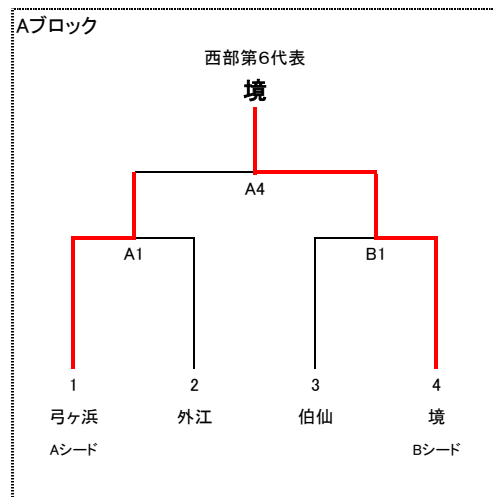 Aブロック
西部第6代表
境
A4
A1
B1
1 2 3 4
弓ヶ浜 外江 伯仙 境
Aシード Bシード